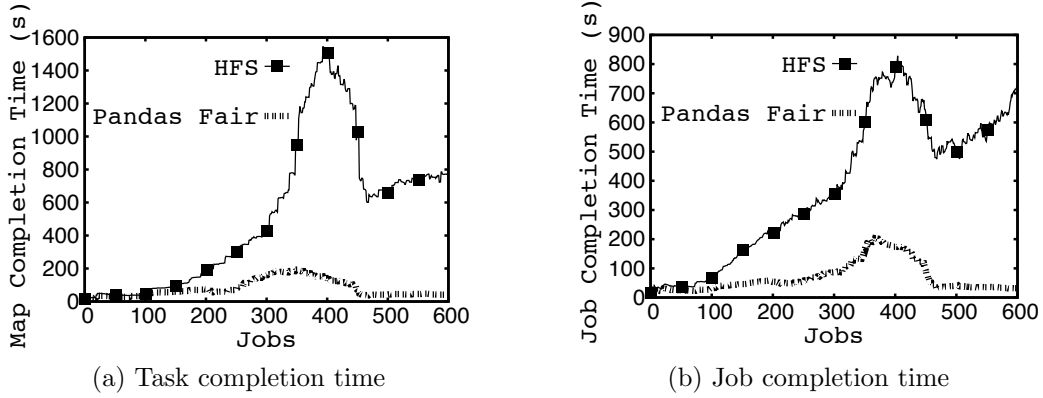 Map Completion Time (s)
1600
1400
1200
1000
800
600
400
200
0
HFS
Pandas Fair
0 100 200 300 400 500 600
Jobs
(a) Task completion time
Job Completion Time (s)
900
800
700
600
500
400
300
200
100
0
HFS
Pandas Fair
0 100 200 300 400 500 600
Jobs
(b) Job completion time